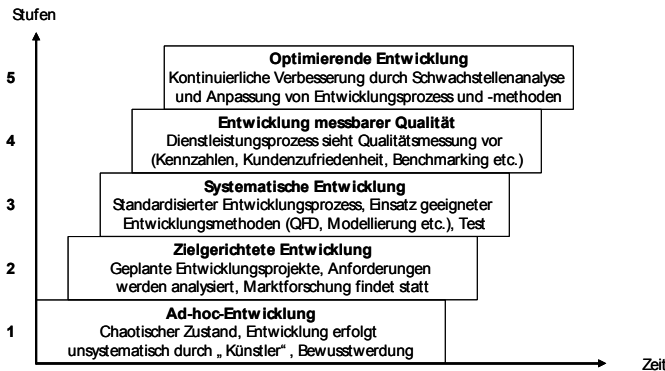 Stufen
5
Optimierende Entwicklung
Kontinuierliche Verbesserung durch Schwachstellenanalyse
und Anpassung von Entwicklungsprozess und -methoden
4
Entwicklung messbarer Qualität
Dienstleistungsprozess sieht Qualitätsmessung vor
(Kennzahlen, Kundenzufriedenheit, Benchmarking etc.)
3
Systematische Entwicklung
Standardisierter Entwicklungsprozess, Einsatz geeigneter
Entwicklungsmethoden (QFD, Modellierung etc.), Test
2
Zielgerichtete Entwicklung
Geplante Entwicklungsprojekte, Anforderungen
werden analysiert, Marktforschung findet statt
1
Ad-hoc-Entwicklung
Chaotischer Zustand, Entwicklung erfolgt
unsystematisch durch „ Künstler“ , Bewusstwerdung
Zeit